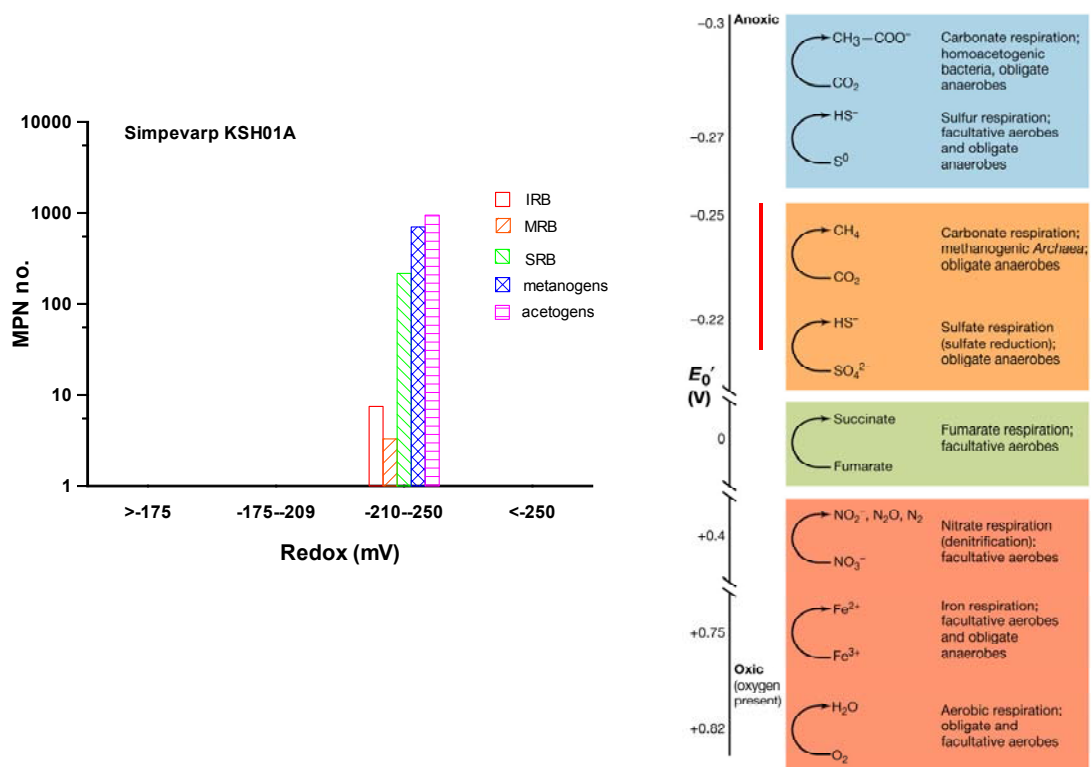 Simpevarp KSH01A
MPN no.
10000
1000
100
10
1
>-175
-175--209
-210--250
<-250
Redox (mV)
IRB
MRB
SRB
metanogens
acetogens
Anoxic
E₀′
(V)
Oxic
(oxygen
present)
–0.3
CH₃—COO⁻
CO₂
Carbonate respiration;
homoacetogenic
bacteria, obligate
anaerobes
–0.27
HS⁻
S⁰
Sulfur respiration;
facultative aerobes
and obligate
anaerobes
–0.25
CH₄
CO₂
Carbonate respiration;
methanogenic Archaea;
obligate anaerobes
–0.22
HS⁻
SO₄²
Sulfate respiration
(sulfate reduction);
obligate anaerobes
0
Succinate
Fumarate
Fumarate respiration;
facultative aerobes
+0.4
NO₂⁻, N₂O, N₂
NO₃⁻
Nitrate respiration
(denitrification);
facultative aerobes
+0.75
Fe²⁺
Fe³⁺
Iron respiration;
facultative aerobes
and obligate
anaerobes
+0.82
H₂O
O₂
Aerobic respiration;
obligate and
facultative aerobes